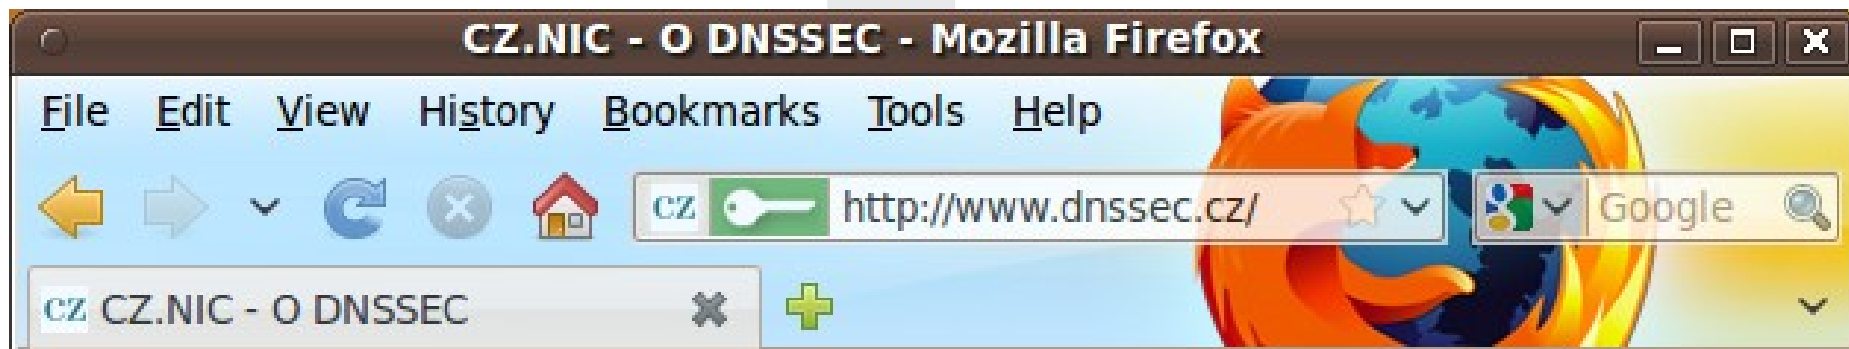 CZ.NIC - O DNSSEC - Mozilla Firefox
File Edit View History Bookmarks Tools Help
CZ http://www.dnssec.cz/ Google
CZ CZ.NIC - O DNSSEC